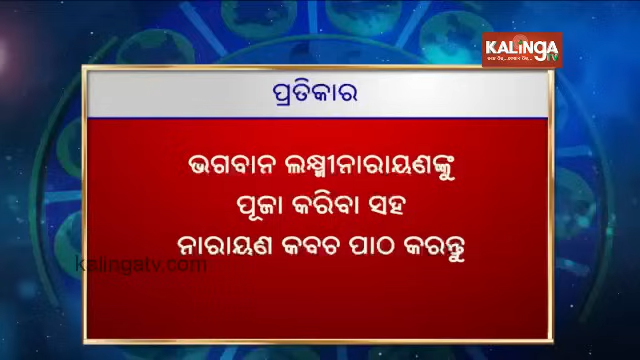 KALINGA
TV
ପ୍ରତିକାର
ଭଗବାନ ଲକ୍ଷ୍ମୀନାରାୟଣଙ୍କୁ
ପୂଜା କରିବା ସହ
ନାରାୟଣ କବଚ ପାଠ କରନ୍ତୁ
kalingatv.com